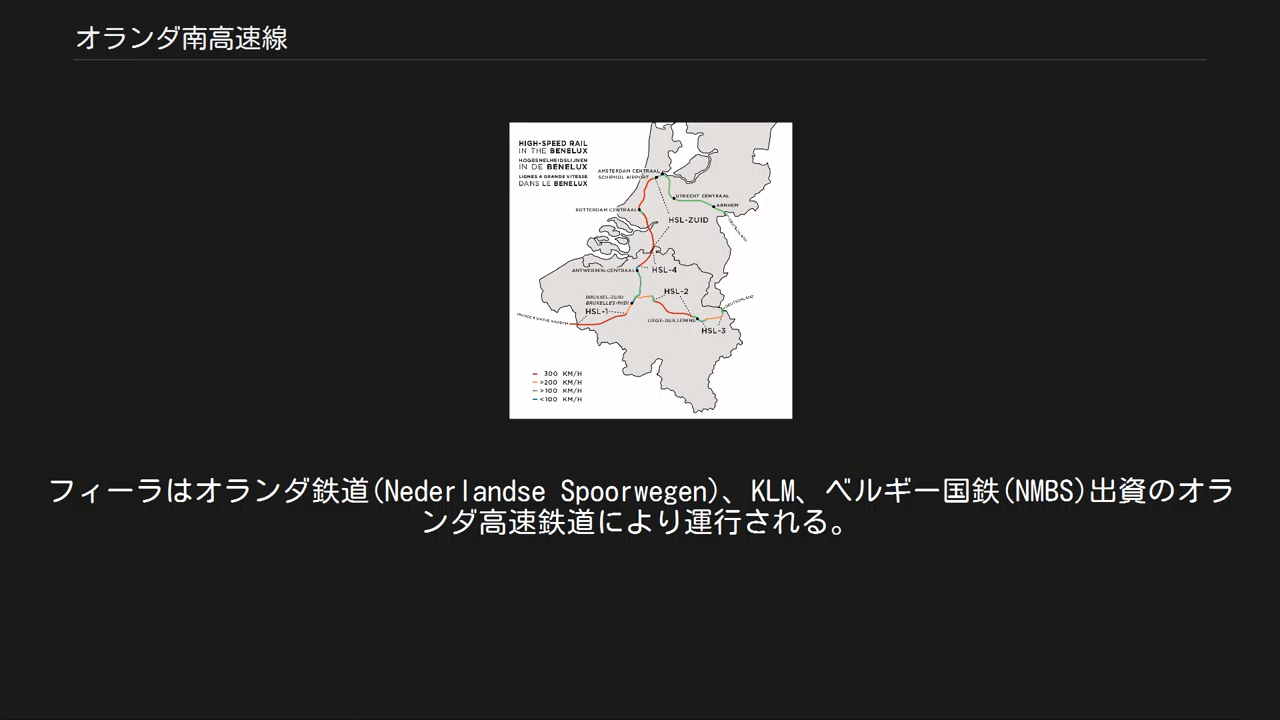 オランダ南高速線
HIGH-SPEED RAIL
IN THE BENELUX
HOGESNELHEIDSLIJNEN
IN DE BENELUX
LIGNES A GRANDE VITESSE
DANS LE BENELUX
AMSTERDAM CENTRAAL
SCHIPHOL AIRPORT
UTRECHT CENTRAAL
ARNHEM
ROTTERDAM CENTRAAL
HSL-ZUID
DEUTSCHLAND
ANTWERPEN-CENTRAAL
HSL-4
HSL-2
BRUSSEL-ZUID
BRUXELLES-MIDI
DEUTSCHLAND
HSL-1
LIEGE-GUILLEMINS
HSL-3
300 KM/H
>200 KM/H
>100 KM/H
<100 KM/H
フィーラはオランダ鉄道(Nederlandse Spoorwegen)、KLM、ベルギー国鉄(NMBS)出資のオラ
ンダ高速鉄道により運行される。